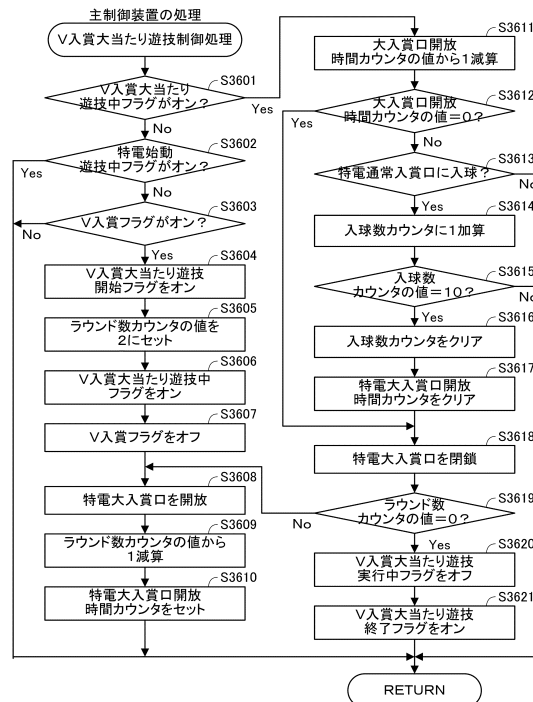 主制御装置の処理
V入賞大当たり遊技制御処理
S3601
V入賞大当たり
遊技中フラグがオン？
Yes
No
S3602
特電始動
遊技中フラグがオン？
Yes
No
S3603
V入賞フラグがオン？
No
Yes
S3604
V入賞大当たり遊技
開始フラグをオン
S3605
ラウンド数カウンタの値を
2にセット
S3606
V入賞大当たり遊技中
フラグをオン
S3607
V入賞フラグをオフ
S3608
特電大入賞口を開放
S3609
ラウンド数カウンタの値から
1減算
S3610
特電大入賞口開放
時間カウンタをセット
S3611
大入賞口開放
時間カウンタの値から1減算
S3612
大入賞口開放
時間カウンタの値=0？
Yes
No
S3613
特電通常入賞口に入球？
No
Yes
S3614
入球数カウンタに1加算
S3615
入球数
カウンタの値=10？
No
Yes
S3616
入球数カウンタをクリア
S3617
特電大入賞口開放
時間カウンタをクリア
S3618
特電大入賞口を閉鎖
S3619
ラウンド数
カウンタの値=0？
No
Yes
S3620
V入賞大当たり遊技
実行中フラグをオフ
S3621
V入賞大当たり遊技
終了フラグをオン
RETURN